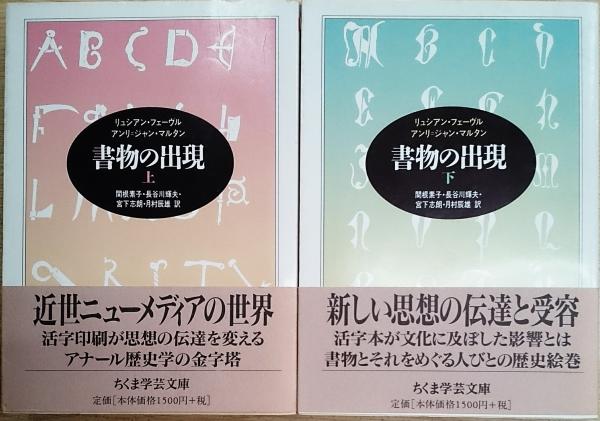 ABCDE
リュシアン・フェーヴル
アンリ=ジャン・マルタン
書物の出現
上
関根素子・長谷川輝夫・
宮下志朗・月村辰雄 訳
近世ニューメディアの世界
活字印刷が思想の伝達を変える
アナール歴史学の金字塔
ちくま学芸文庫
定価[本体価格1500円+税]
リュシアン・フェーヴル
アンリ=ジャン・マルタン
書物の出現
下
関根素子・長谷川輝夫・
宮下志朗・月村辰雄 訳
新しい思想の伝達と受容
活字本が文化に及ぼした影響とは
書物とそれをめぐる人びとの歴史絵巻
ちくま学芸文庫
定価[本体価格1500円+税]